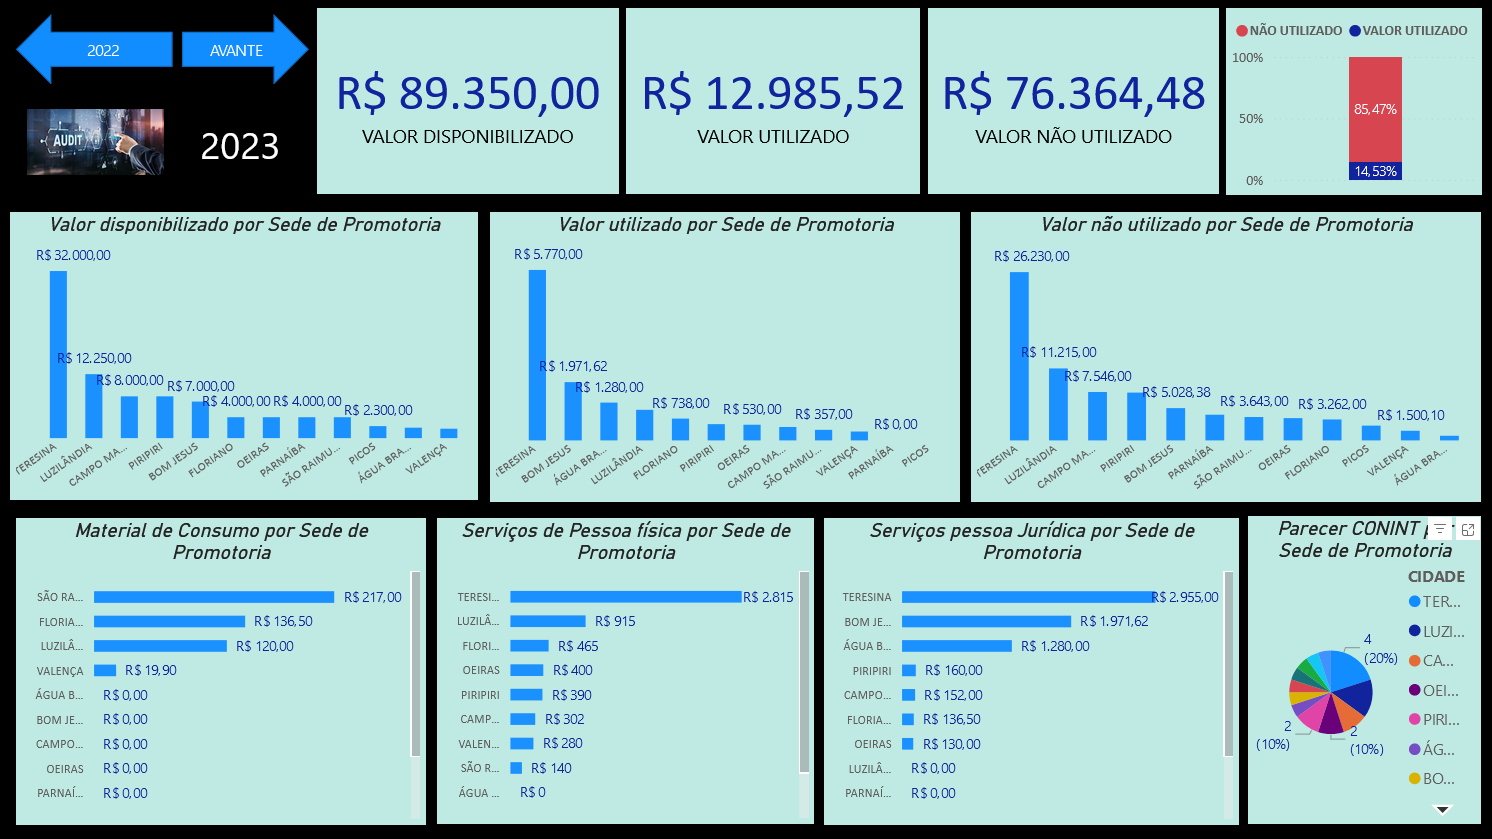 2022
AVANTE
AUDIT
2023
R$ 89.350,00
VALOR DISPONIBILIZADO
R$ 12.985,52
VALOR UTILIZADO
R$ 76.364,48
VALOR NÃO UTILIZADO
NÃO UTILIZADO VALOR UTILIZADO
100%
50%
0%
85,47%
14,53%
Valor disponibilizado por Sede de Promotoria
R$ 32.000,00
R$ 12.250,00
R$ 8.000,00
R$ 7.000,00
R$ 4.000,00
R$ 4.000,00
R$ 2.300,00
TERESINA
LUZILÂNDIA
CAMPO MA...
PIRIPIRI
BOM JESUS
FLORIANO
OEIRAS
PARNAÍBA
SÃO RAIMU...
PICOS
ÁGUA BRA...
VALENÇA
Valor utilizado por Sede de Promotoria
R$ 5.770,00
R$ 1.971,62
R$ 1.280,00
R$ 738,00
R$ 530,00
R$ 357,00
R$ 0,00
TERESINA
BOM JESUS
ÁGUA BRA...
LUZILÂNDIA
FLORIANO
PIRIPIRI
OEIRAS
CAMPO MA...
SÃO RAIMU...
VALENÇA
PARNAÍBA
PICOS
Valor não utilizado por Sede de Promotoria
R$ 26.230,00
R$ 11.215,00
R$ 7.546,00
R$ 5.028,38
R$ 3.643,00
R$ 3.262,00
R$ 1.500,10
TERESINA
LUZILÂNDIA
CAMPO MA...
PIRIPIRI
BOM JESUS
PARNAÍBA
SÃO RAIMU...
OEIRAS
FLORIANO
PICOS
VALENÇA
ÁGUA BRA...
Material de Consumo por Sede de
Promotoria
SÃO RA... R$ 217,00
FLORIA... R$ 136,50
LUZILÂ... R$ 120,00
VALENÇA R$ 19,90
ÁGUA B... R$ 0,00
BOM JE... R$ 0,00
CAMPO... R$ 0,00
OEIRAS R$ 0,00
PARNAÍ... R$ 0,00
Serviços de Pessoa física por Sede de
Promotoria
TERESI... R$ 2.815
LUZILÂ... R$ 915
FLORI... R$ 465
OEIRAS R$ 400
PIRIPIRI R$ 390
CAMP... R$ 302
VALEN... R$ 280
SÃO R... R$ 140
ÁGUA ... R$ 0
Serviços pessoa Jurídica por Sede de
Promotoria
TERESINA R$ 2.955,00
BOM JE... R$ 1.971,62
ÁGUA B... R$ 1.280,00
PIRIPIRI R$ 160,00
CAMPO... R$ 152,00
FLORIA... R$ 136,50
OEIRAS R$ 130,00
LUZILÂ... R$ 0,00
PARNAÍ... R$ 0,00
Parecer CONINT por
Sede de Promotoria
CIDADE
TER...
LUZI...
CA...
OEI...
PIRI...
ÁG...
BO...
4
(20%)
2
(10%)
2
(10%)